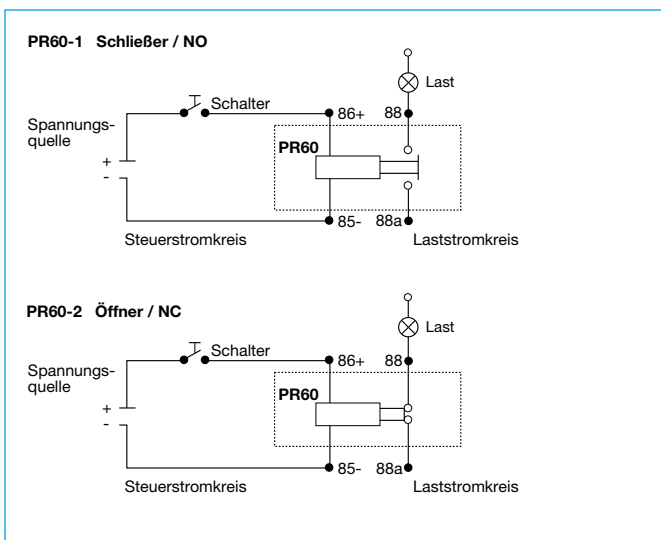 PR60-1 Schließer / NO
Last
Schalter
86+
88
Spannungs-
quelle
PR60
+
-
85-
88a
Steuerstromkreis
Laststromkreis
PR60-2 Öffner / NC
Last
Schalter
86+
88
Spannungs-
quelle
PR60
+
-
85-
88a
Steuerstromkreis
Laststromkreis